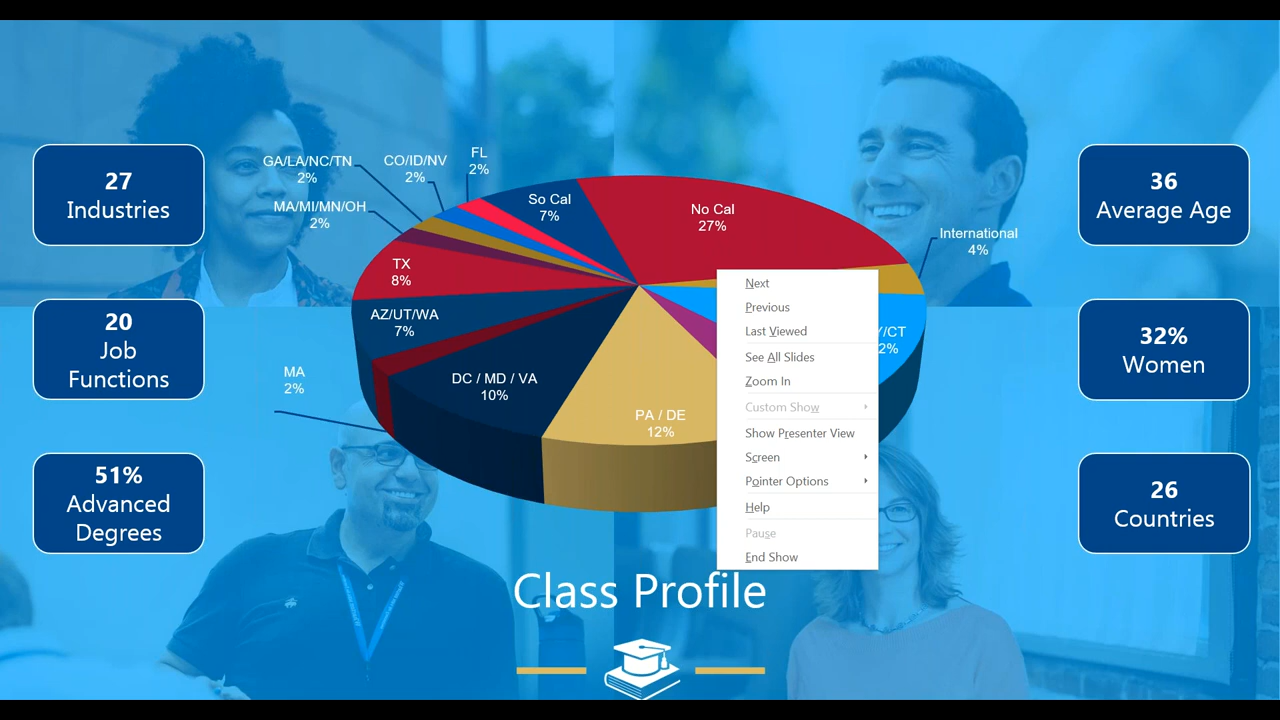 27
Industries
20
Job
Functions
51%
Advanced
Degrees
GA/LA/NC/TN
2%
CO/ID/NV
2%
FL
2%
MA/MI/MN/OH
2%
So Cal
7%
No Cal
27%
International
4%
TX
8%
AZ/UT/WA
7%
MA
2%
DC / MD / VA
10%
PA / DE
12%
Y/CT
2%
Next
Previous
Last Viewed
See All Slides
Zoom In
Custom Show
Show Presenter View
Screen
Pointer Options
Help
Pause
End Show
36
Average Age
32%
Women
26
Countries
Class Profile